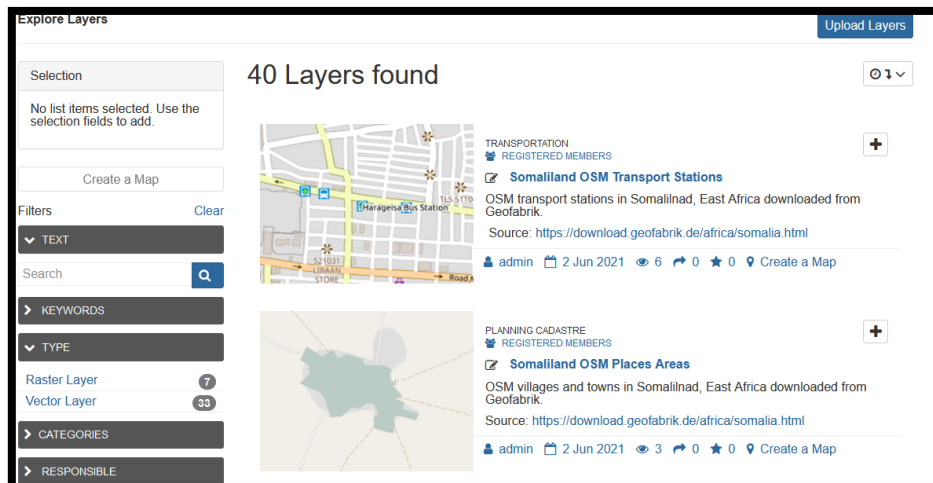 Explore Layers
Upload Layers
Selection
No list items selected. Use the
selection fields to add.
Create a Map
Filters
Clear
TEXT
Search
KEYWORDS
TYPE
Raster Layer 7
Vector Layer 33
CATEGORIES
RESPONSIBLE
40 Layers found
Harageisa Bus Station
521031
LIBAAN
STORE
TRANSPORTATION
REGISTERED MEMBERS
Somaliland OSM Transport Stations
OSM transport stations in Somalilnad, East Africa downloaded from
Geofabrik.
Source: https://download.geofabrik.de/africa/somalia.html
admin 2 Jun 2021 6 0 0 Create a Map
PLANNING CADASTRE
REGISTERED MEMBERS
Somaliland OSM Places Areas
OSM villages and towns in Somalilnad, East Africa downloaded from
Geofabrik.
Source: https://download.geofabrik.de/africa/somalia.html
admin 2 Jun 2021 3 0 0 Create a Map